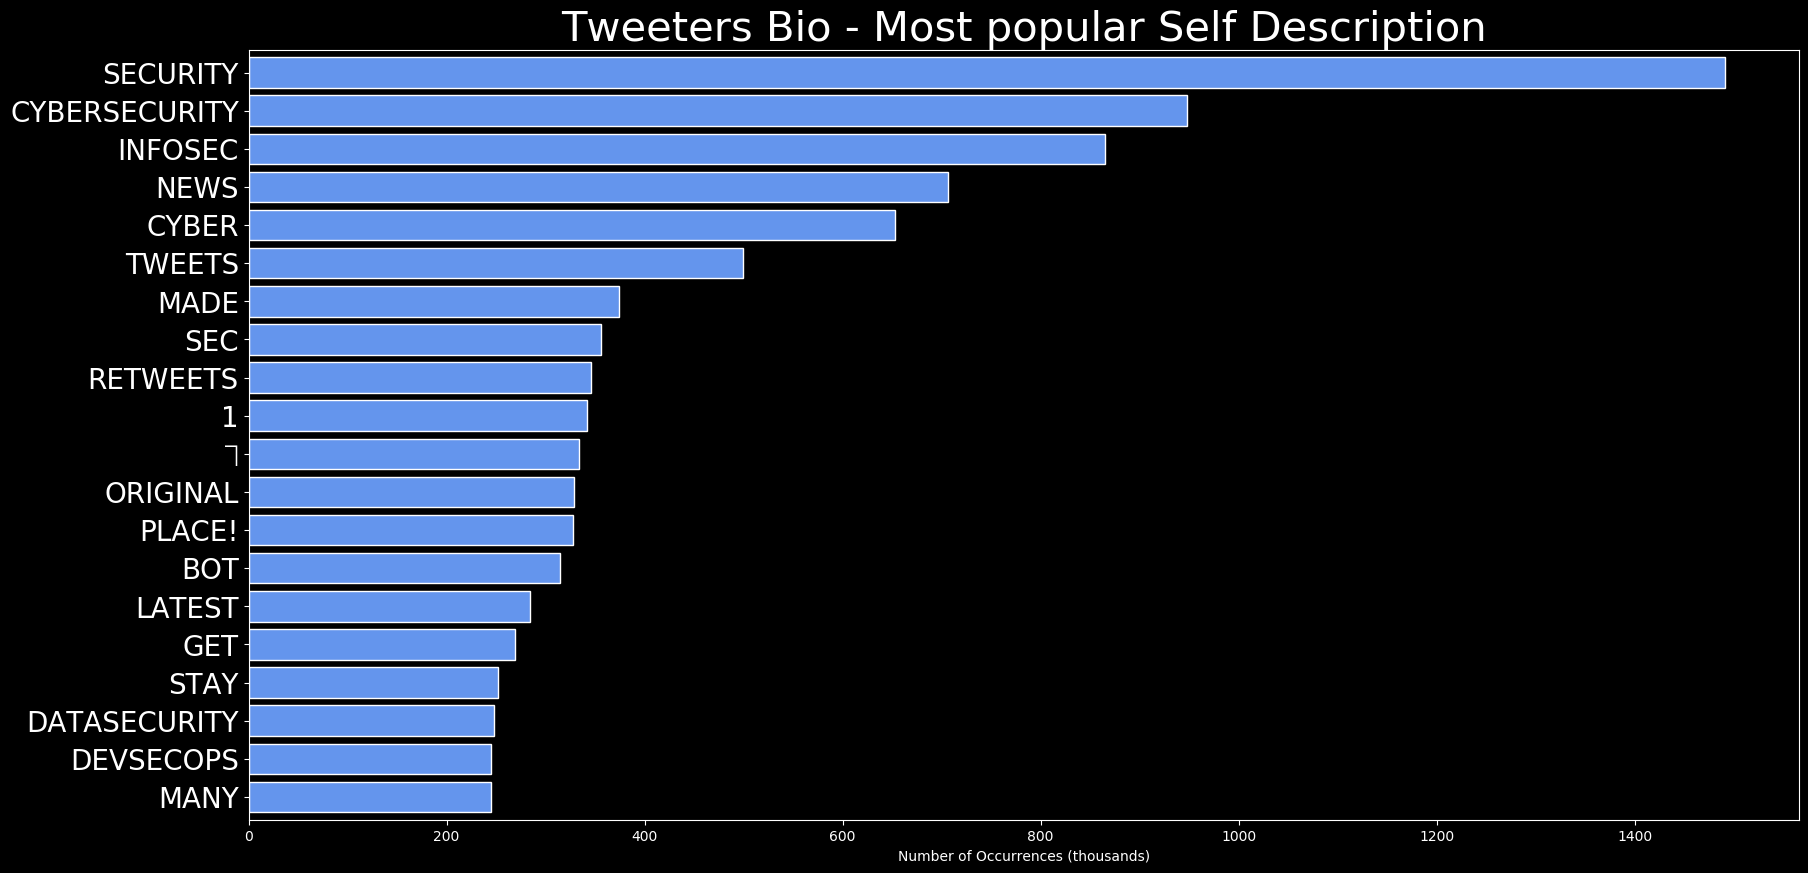 Tweeters Bio - Most popular Self Description
SECURITY
CYBERSECURITY
INFOSEC
NEWS
CYBER
TWEETS
MADE
SEC
RETWEETS
1
ORIGINAL
PLACE!
BOT
LATEST
GET
STAY
DATASECURITY
DEVSECOPS
MANY
0 200 400 600 800 1000 1200 1400
Number of Occurrences (thousands)